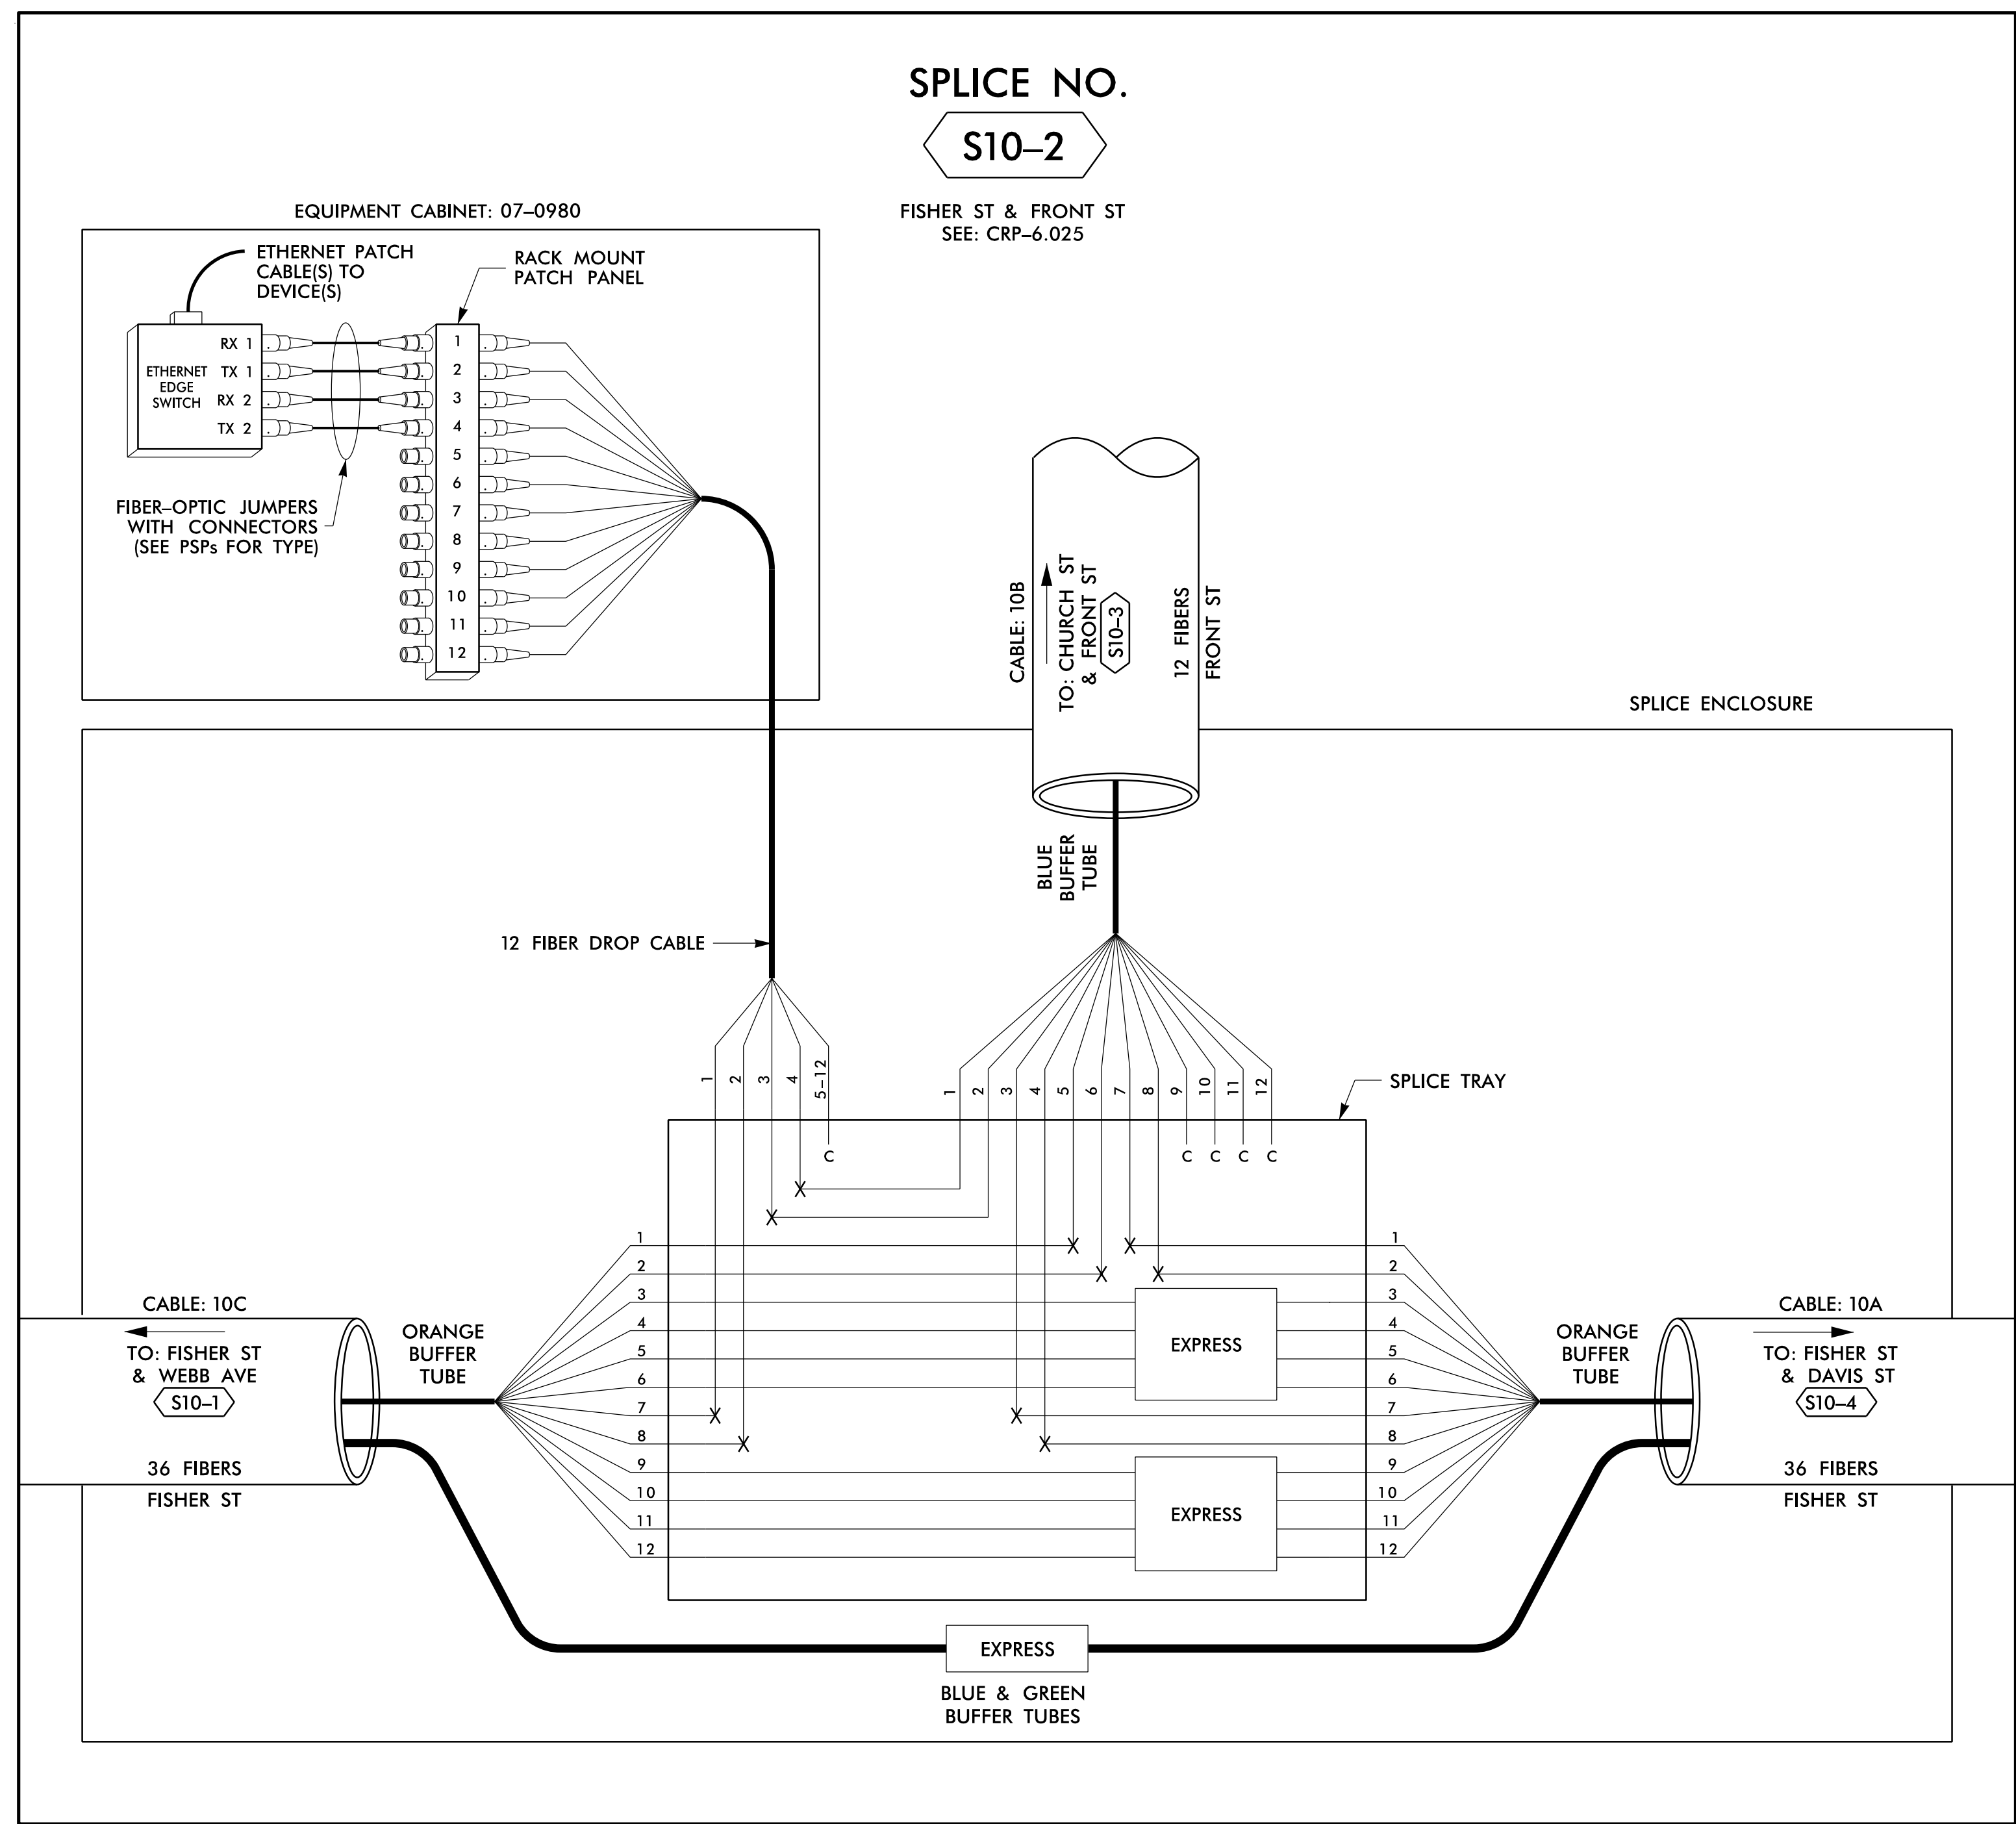 SPLICE NO.
S10–2
FISHER ST & FRONT ST
SEE: CRP–6.025
EQUIPMENT CABINET: 07–0980
ETHERNET PATCH
CABLE(S) TO
DEVICE(S)
RACK MOUNT
PATCH PANEL
ETHERNET
EDGE
SWITCH
RX 1
TX 1
RX 2
TX 2
1
2
3
4
5
6
7
8
9
10
11
12
FIBER–OPTIC JUMPERS
WITH CONNECTORS
(SEE PSPs FOR TYPE)
CABLE: 10B
TO: CHURCH ST
& FRONT ST
S10–3
12 FIBERS
FRONT ST
SPLICE ENCLOSURE
BLUE
BUFFER
TUBE
12 FIBER DROP CABLE
1
2
3
4
5–12
1
2
3
4
5
6
7
8
9
10
11
12
SPLICE TRAY
C
C
C
C
C
1
2
3
4
5
6
7
8
9
10
11
12
1
2
3
4
5
6
7
8
9
10
11
12
EXPRESS
EXPRESS
CABLE: 10C
TO: FISHER ST
& WEBB AVE
S10–1
36 FIBERS
FISHER ST
ORANGE
BUFFER
TUBE
ORANGE
BUFFER
TUBE
CABLE: 10A
TO: FISHER ST
& DAVIS ST
S10–4
36 FIBERS
FISHER ST
EXPRESS
BLUE & GREEN
BUFFER TUBES